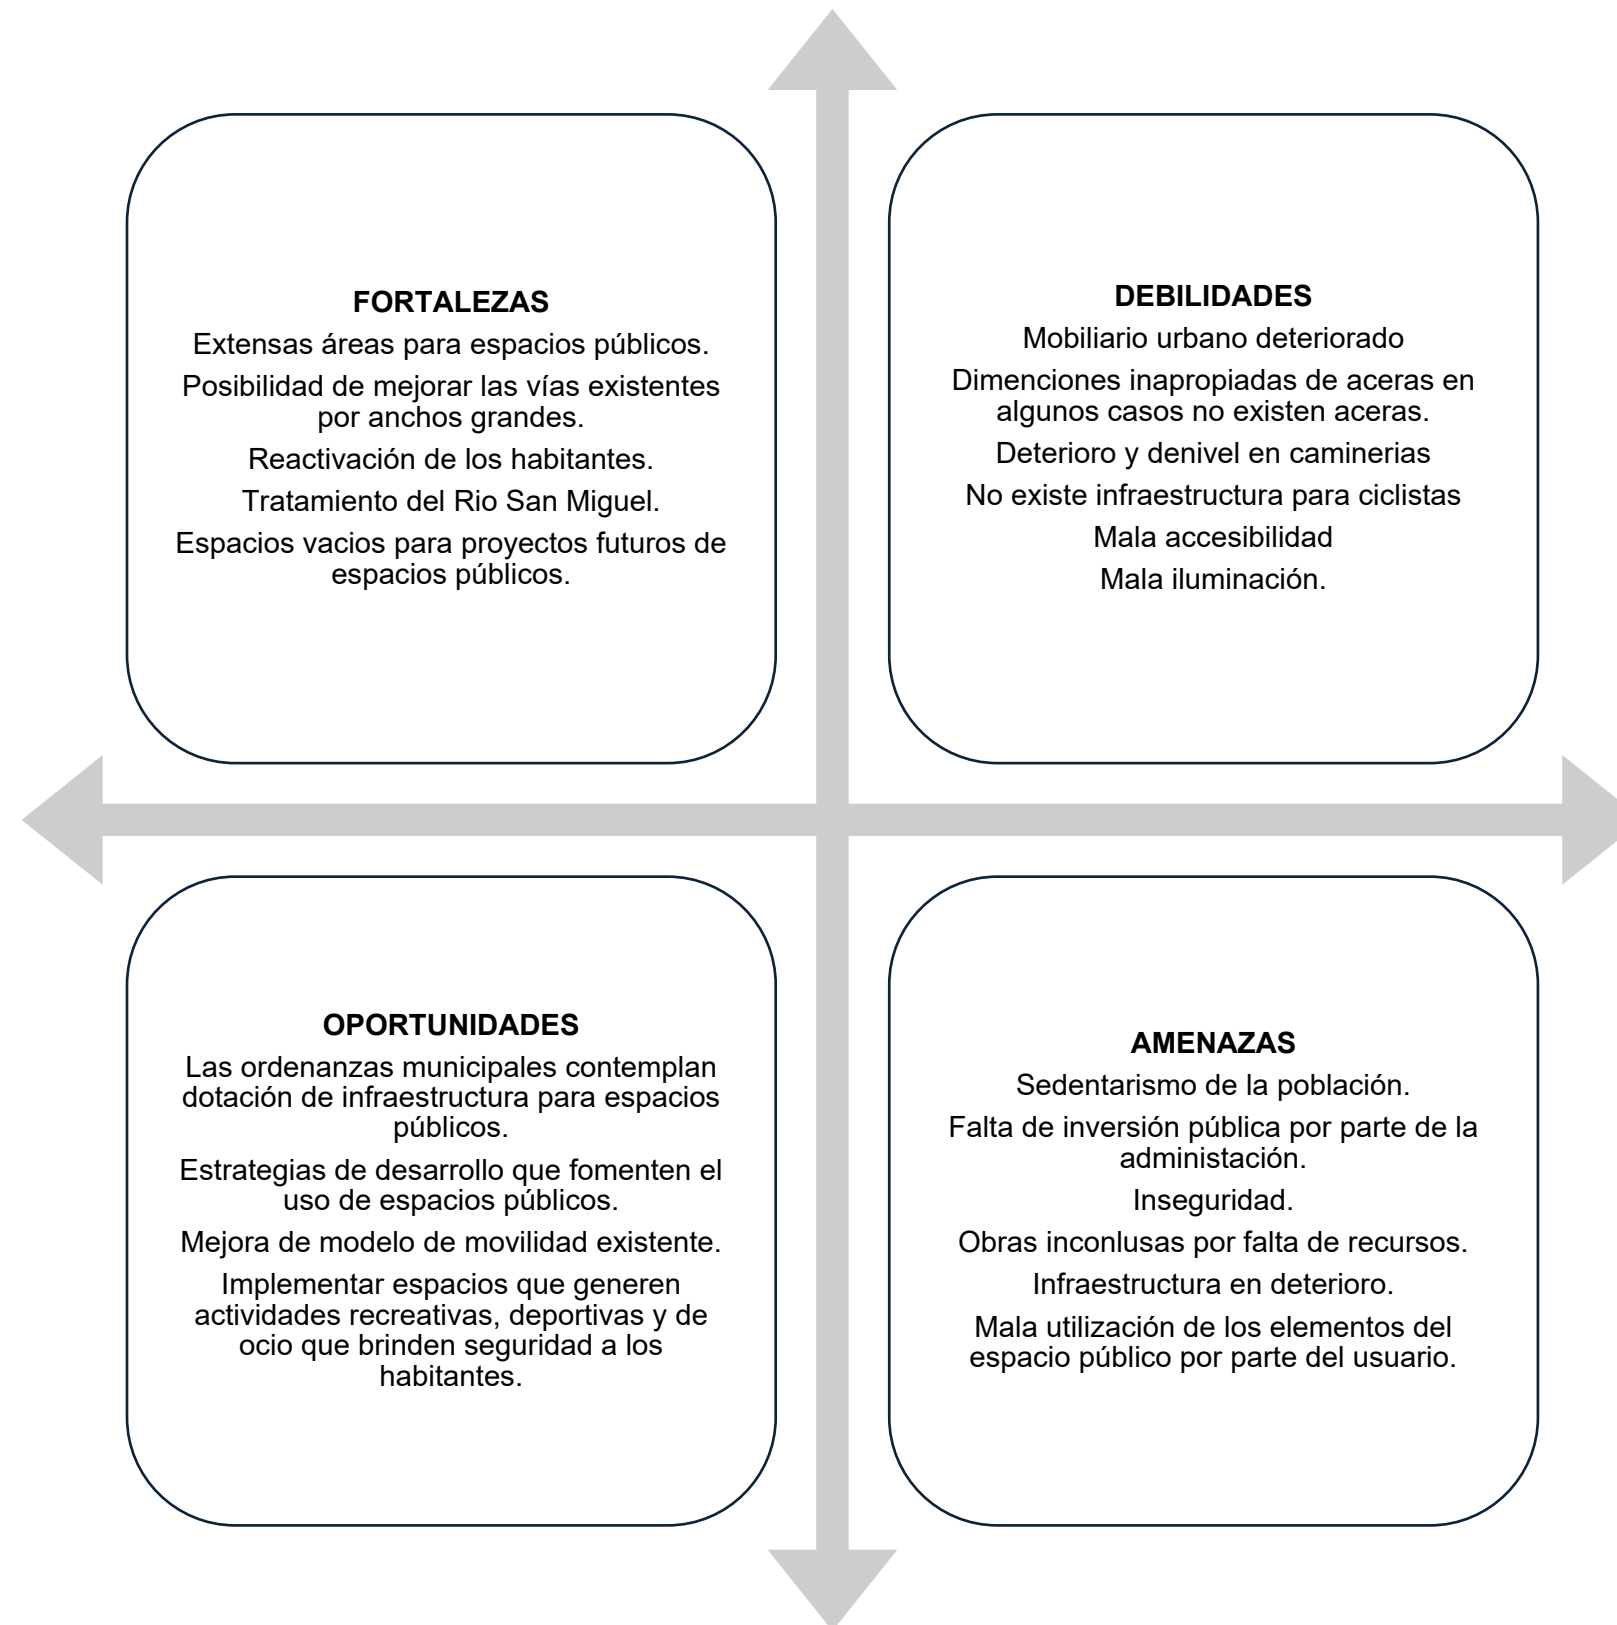 FORTALEZAS
Extensas áreas para espacios públicos.
Posibilidad de mejorar las vías existentes
por anchos grandes.
Reactivación de los habitantes.
Tratamiento del Rio San Miguel.
Espacios vacios para proyectos futuros de
espacios públicos.
DEBILIDADES
Mobiliario urbano deteriorado
Dimenciones inapropiadas de aceras en
algunos casos no existen aceras.
Deterioro y denivel en caminerias
No existe infraestructura para ciclistas
Mala accesibilidad
Mala iluminación.
OPORTUNIDADES
Las ordenanzas municipales contemplan
dotación de infraestructura para espacios
públicos.
Estrategias de desarrollo que fomenten el
uso de espacios públicos.
Mejora de modelo de movilidad existente.
Implementar espacios que generen
actividades recreativas, deportivas y de
ocio que brinden seguridad a los
habitantes.
AMENAZAS
Sedentarismo de la población.
Falta de inversión pública por parte de la
administación.
Inseguridad.
Obras inconlusas por falta de recursos.
Infraestructura en deterioro.
Mala utilización de los elementos del
espacio público por parte del usuario.